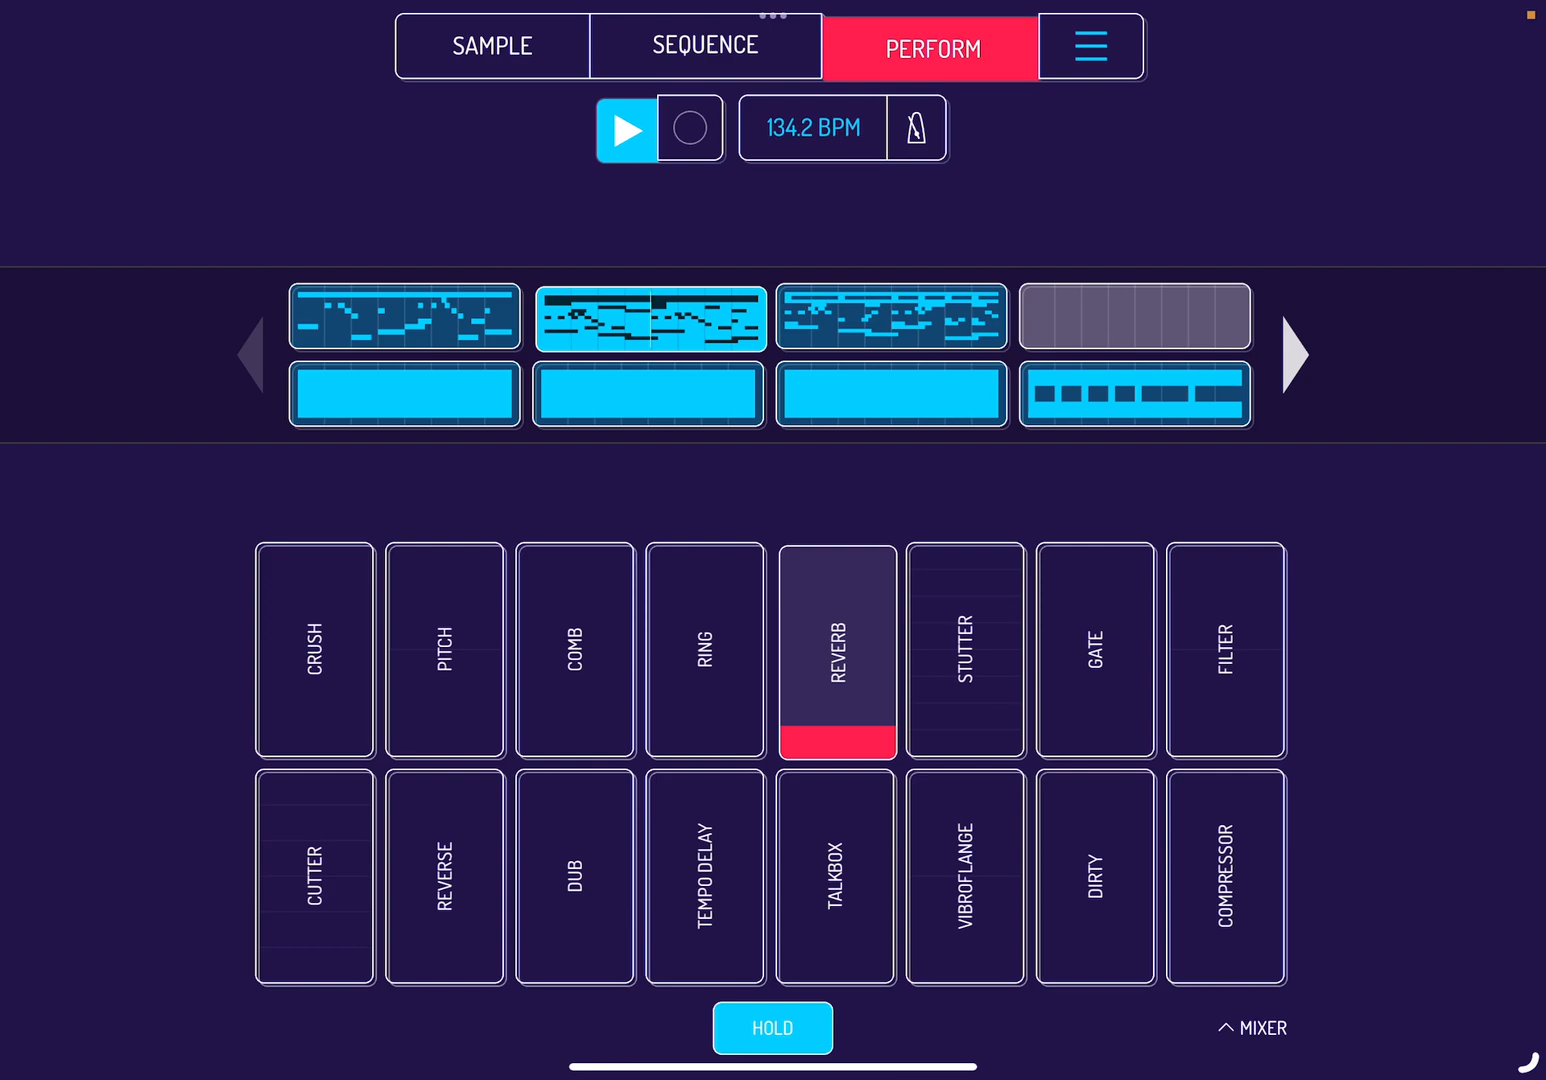 SAMPLE
SEQUENCE
PERFORM
134.2 BPM
CRUSH
PITCH
COMB
RING
REVERB
STUTTER
GATE
FILTER
CUTTER
REVERSE
DUB
TEMPO DELAY
TALKBOX
VIBROFLANGE
DIRTY
COMPRESSOR
HOLD
MIXER